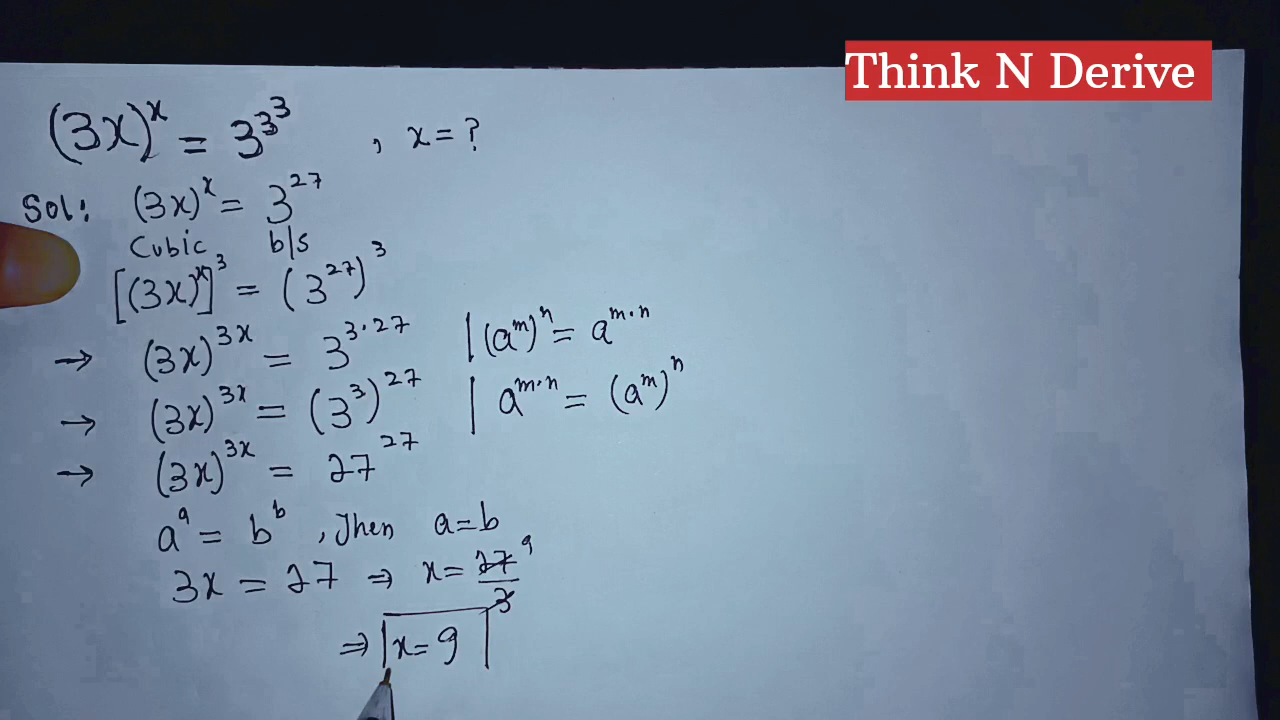 Think N Derive
(3x)^x = 3^3^3 , x = ?
Sol: (3x)^x = 3^27
Cubic b/s
[(3x)^x]^3 = (3^27)^3
→ (3x)^3x = 3^3·27 | (a^m)^n = a^m·n
→ (3x)^3x = (3^3)^27 | a^m·n = (a^m)^n
→ (3x)^3x = 27^27
a^a = b^b , Then a = b
3x = 27 ⇒ x = 27/3 9
⇒ x = 9